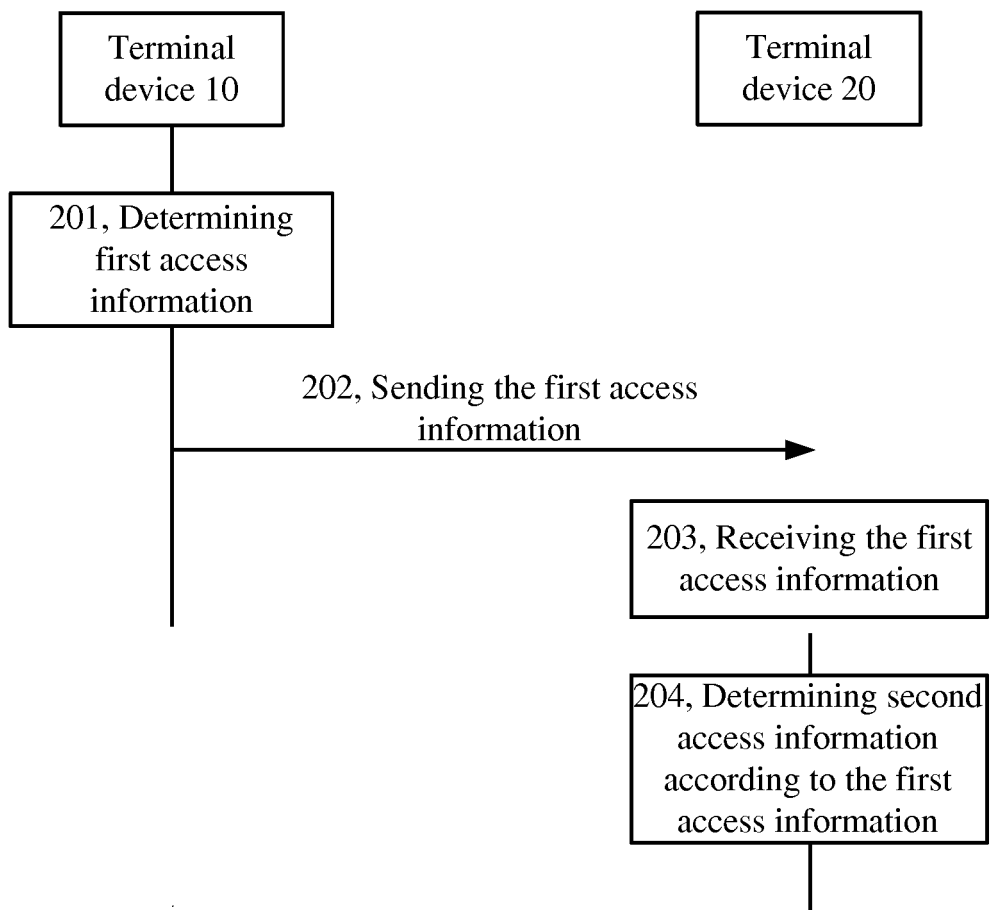 Terminal
device 10
Terminal
device 20
201, Determining
first access
information
202, Sending the first access
information
203, Receiving the first
access information
204, Determining second
access information
according to the first
access information